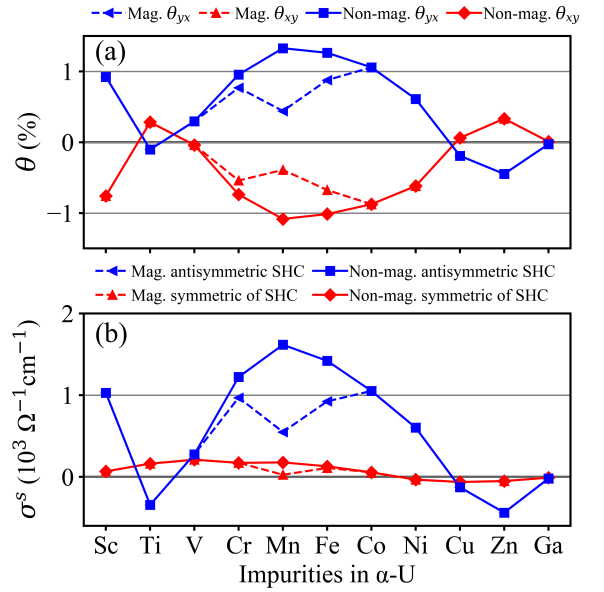 Mag. θyx Mag. θxy Non-mag. θyx Non-mag. θxy
(a)
1
0
−1
θ (%)
Mag. antisymmetric SHC Non-mag. antisymmetric SHC
Mag. symmetric of SHC Non-mag. symmetric of SHC
(b)
2
1
0
σˢ (10³ Ω⁻¹cm⁻¹)
Sc Ti V Cr Mn Fe Co Ni Cu Zn Ga
Impurities in α-U